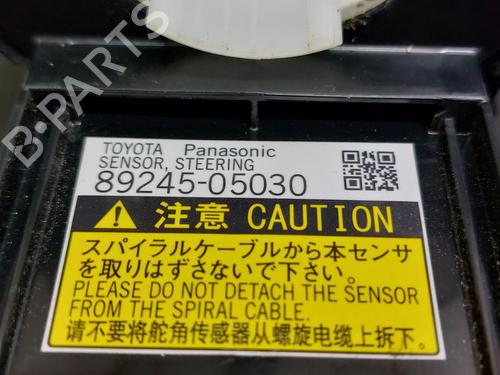 B-PARTS
TOYOTA Panasonic
SENSOR, STEERING
89245-05030
注意 CAUTION
スパイラルケーブルから本センサ
を取りはずさないで下さい。
PLEASE DO NOT DETACH THE SENSOR
FROM THE SPIRAL CABLE.
请不要将舵角传感器从螺旋电缆上拆下。